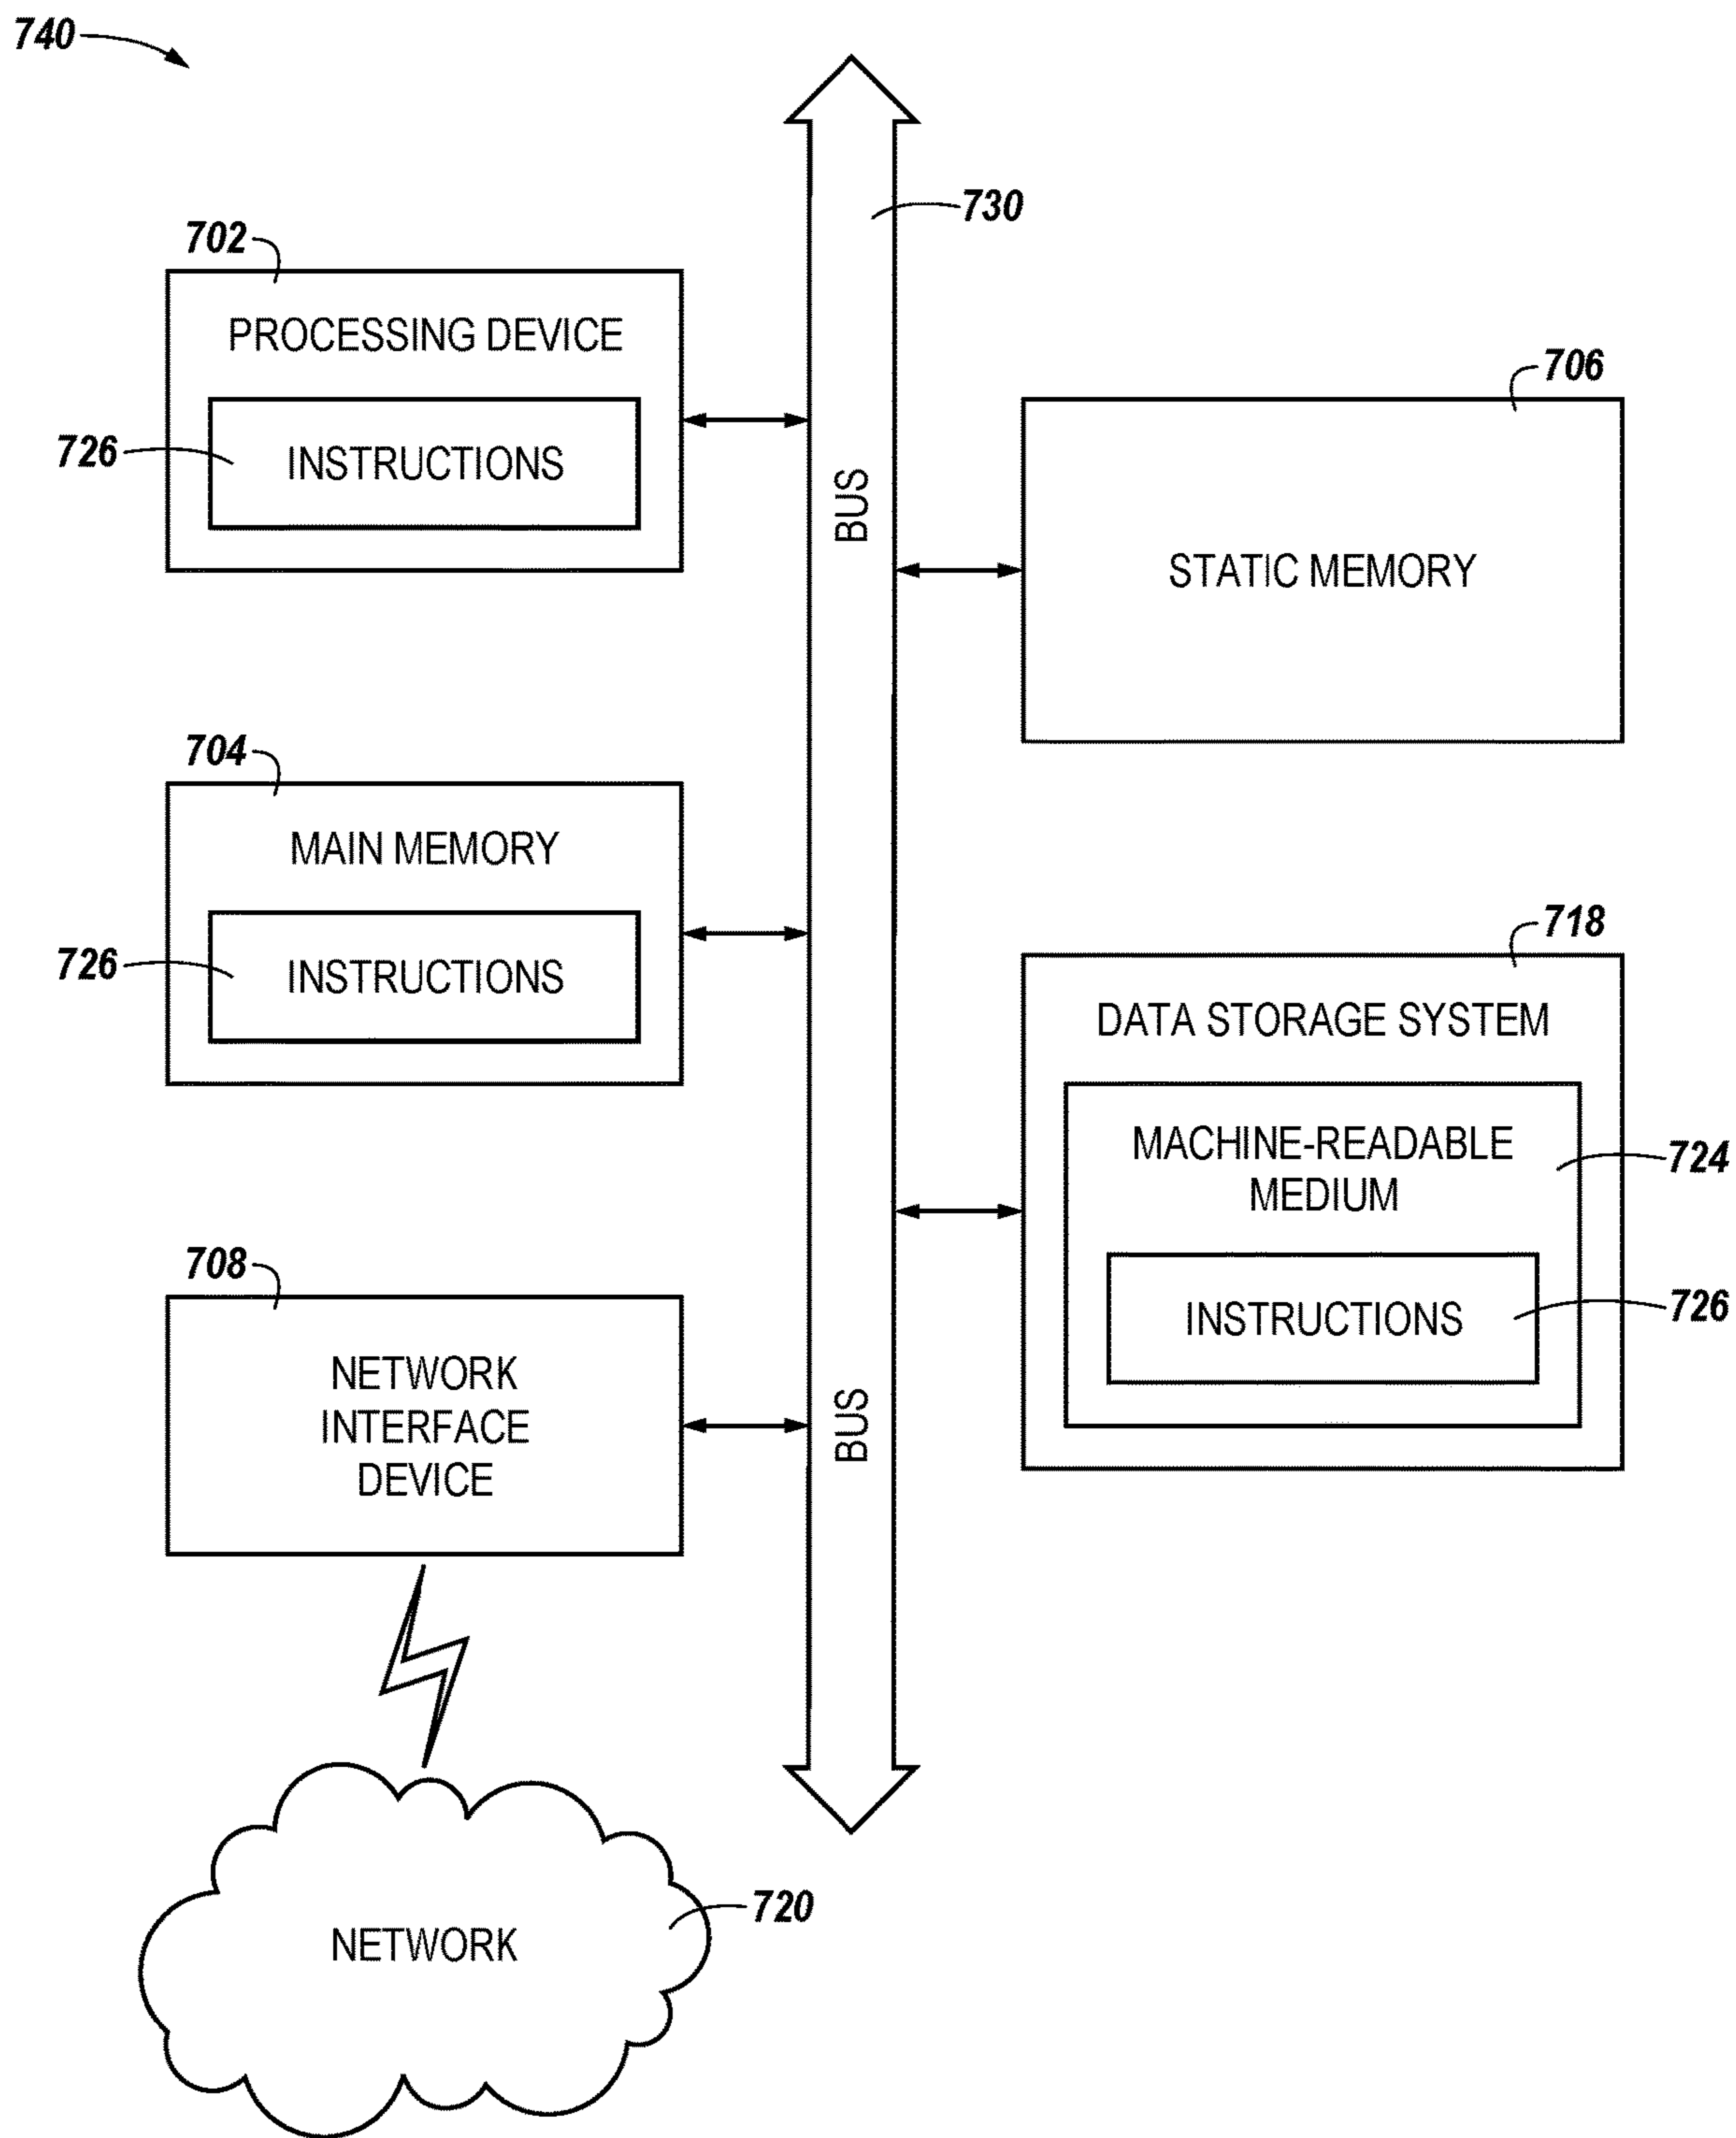 740
730
702
PROCESSING DEVICE
726
INSTRUCTIONS
BUS
706
STATIC MEMORY
704
MAIN MEMORY
726
INSTRUCTIONS
718
DATA STORAGE SYSTEM
MACHINE-READABLE
MEDIUM
724
INSTRUCTIONS
726
708
NETWORK
INTERFACE
DEVICE
BUS
NETWORK
720